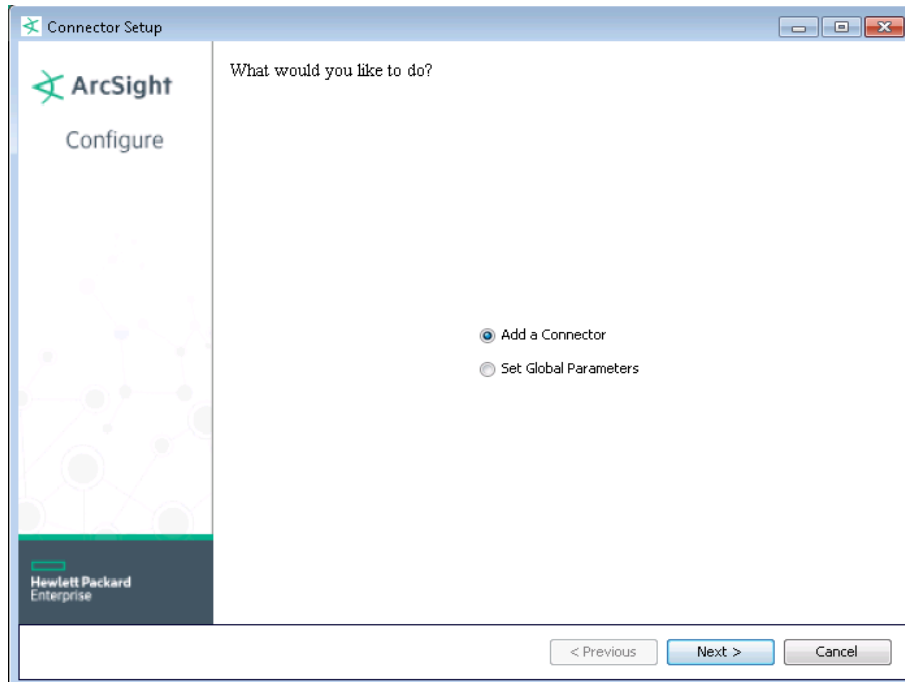 Connector Setup
ArcSight
Configure
What would you like to do?
Add a Connector
Set Global Parameters
Hewlett Packard
Enterprise
< Previous
Next >
Cancel